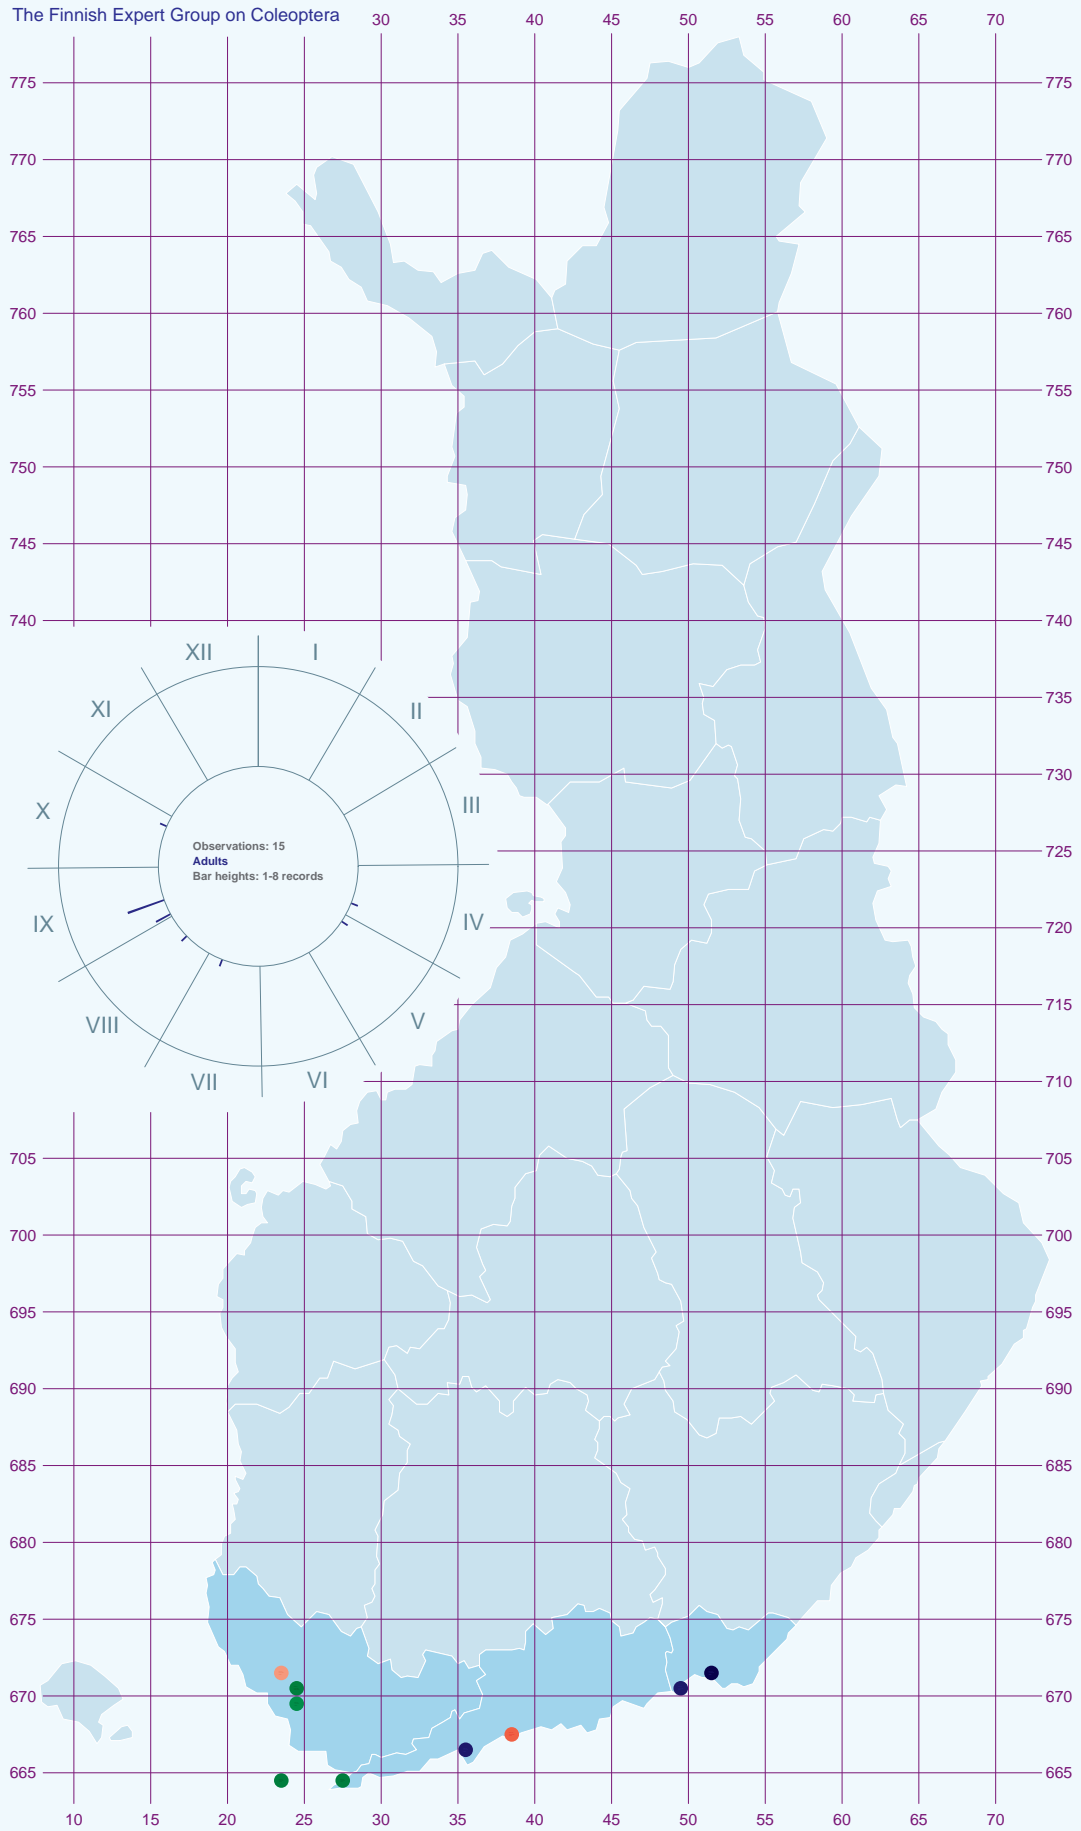 The Finnish Expert Group on Coleoptera 30 35 40 45 50 55 60 65 70
775 775
770 770
765 765
760 760
755 755
750 750
745 745
740 740
XII I
735
XI II
730
X III
Observations: 15
Adults
Bar heights: 1-8 records
725
IX IV 720
715
VIII V
VII VI 710
705 705
700 700
695 695
690 690
685 685
680 680
675 675
670 670
665 665
10 15 20 25 30 35 40 45 50 55 60 65 70